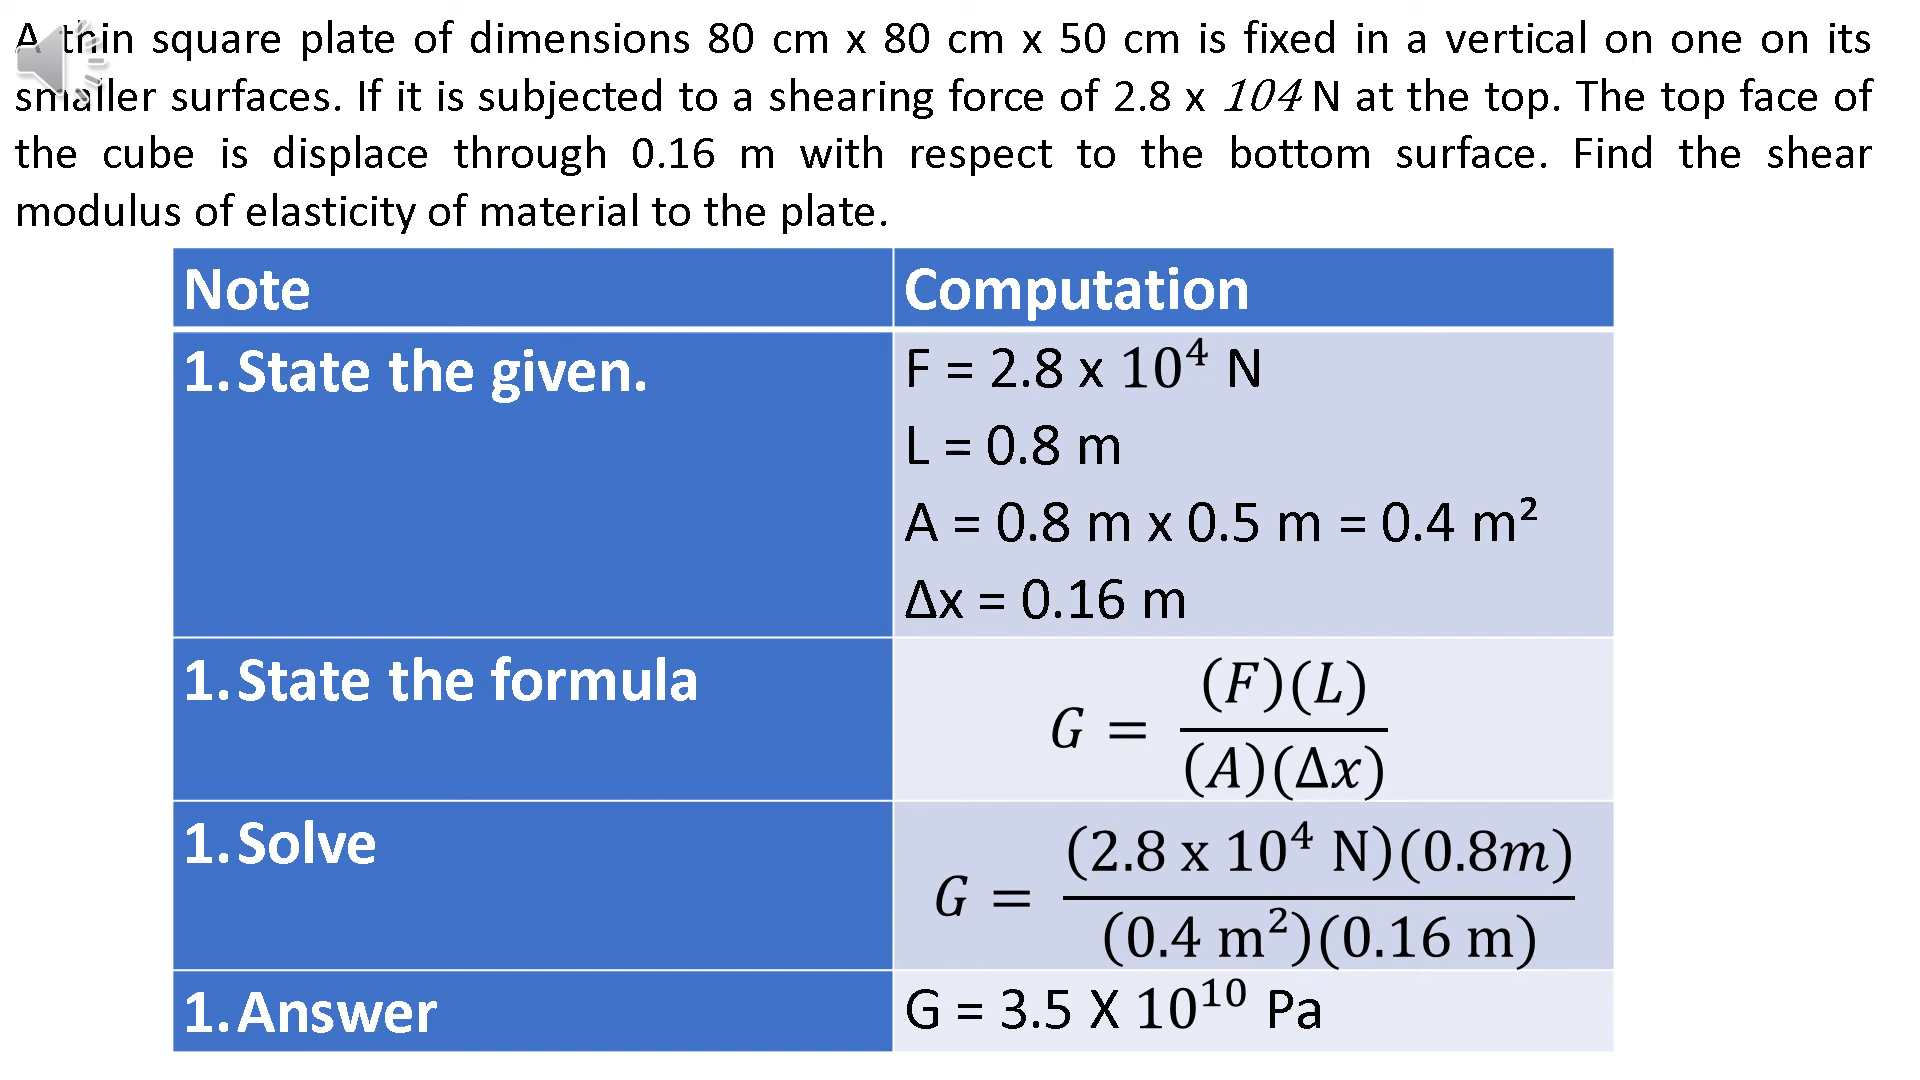 A thin square plate of dimensions 80 cm x 80 cm x 50 cm is fixed in a vertical on one on its
smaller surfaces. If it is subjected to a shearing force of 2.8 x 104 N at the top. The top face of
the cube is displace through 0.16 m with respect to the bottom surface. Find the shear
modulus of elasticity of material to the plate.
Note
Computation
1. State the given.
F = 2.8 x 10⁴ N
L = 0.8 m
A = 0.8 m x 0.5 m = 0.4 m²
Δx = 0.16 m
1. State the formula
G = (F)(L) / (A)(Δx)
1. Solve
G = (2.8 x 10⁴ N)(0.8m) / (0.4 m²)(0.16 m)
1. Answer
G = 3.5 X 10¹⁰ Pa